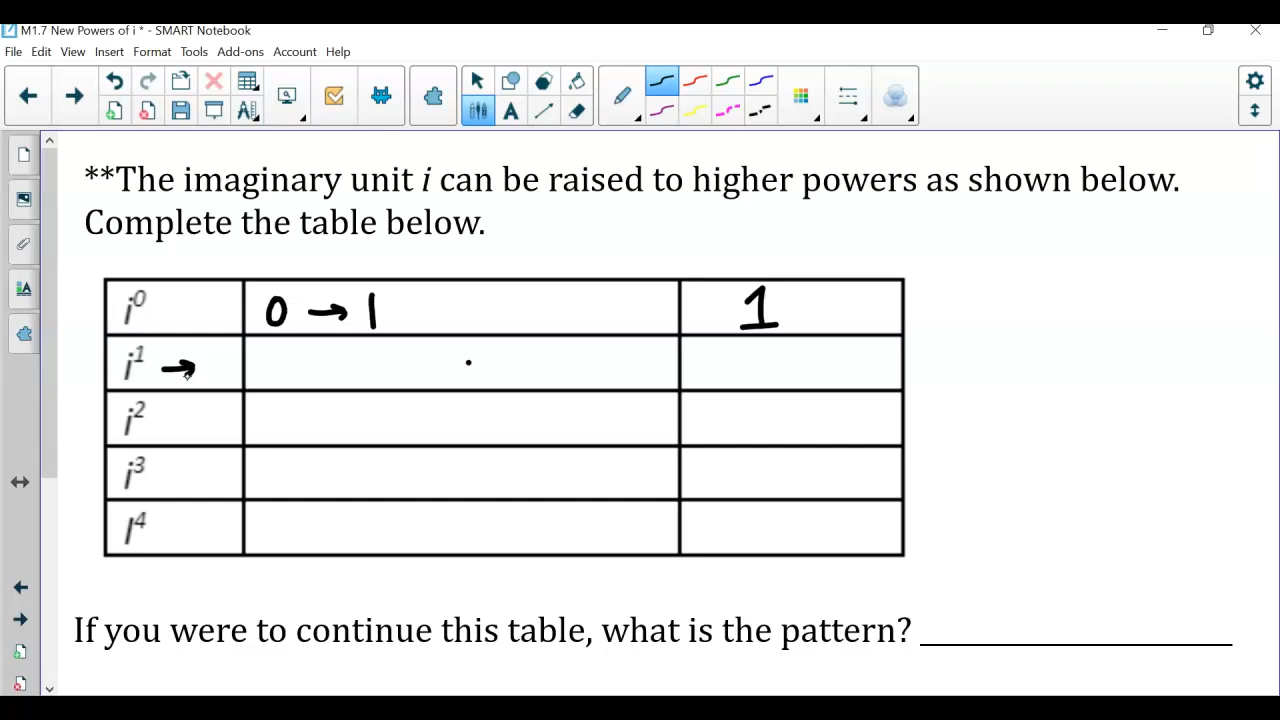 M1.7 New Powers of i * - SMART Notebook
File Edit View Insert Format Tools Add-ons Account Help
**The imaginary unit i can be raised to higher powers as shown below.
Complete the table below.
i⁰ 0 → 1 1
i¹ →
i²
i³
I⁴
If you were to continue this table, what is the pattern? ____________________